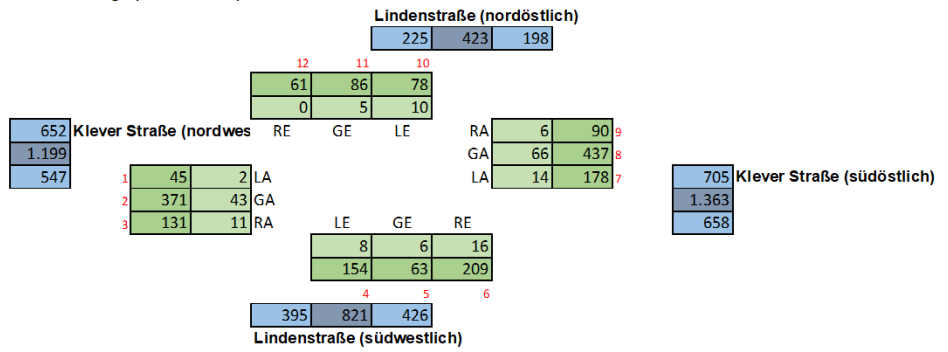 Lindenstraße (nordöstlich)
225 423 198
12 11 10
61 86 78
0 5 10
RE GE LE
652 Klever Straße (nordwes
1.199
547
RA 6 90 9
GA 66 437 8
LA 14 178 7
1 45 2 LA
2 371 43 GA
3 131 11 RA
705 Klever Straße (südöstlich)
1.363
658
LE GE RE
8 6 16
154 63 209
4 5 6
395 821 426
Lindenstraße (südwestlich)